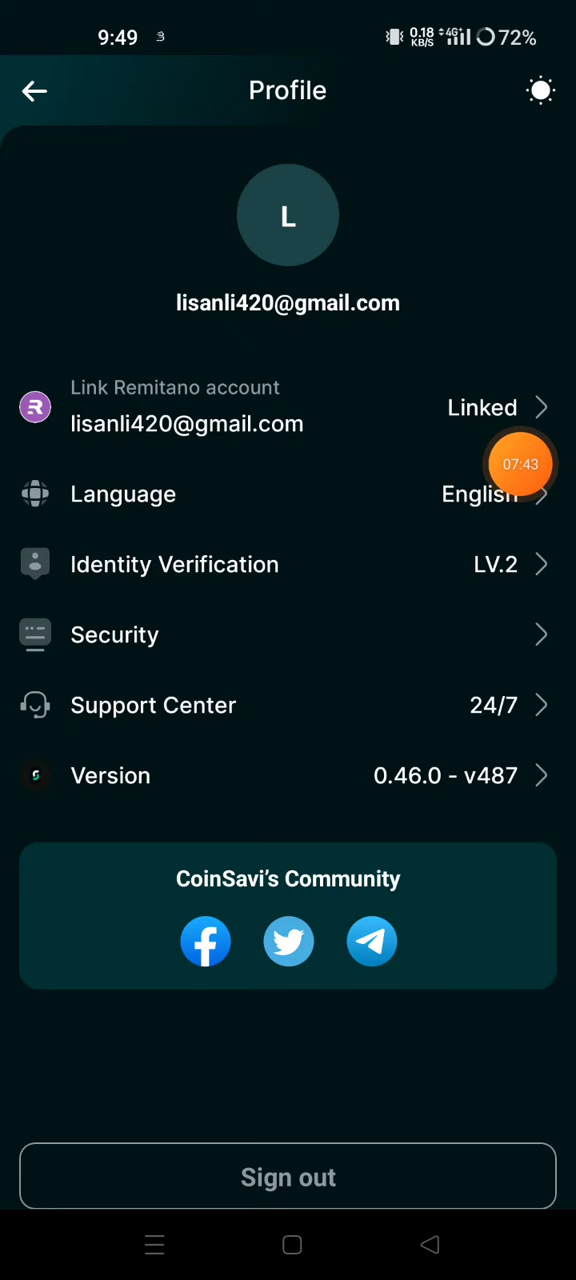 9:49
0.18
KB/S
4G+
72%
Profile
L
lisanli420@gmail.com
Link Remitano account
lisanli420@gmail.com
Linked
07:43
Language
English
Identity Verification
LV.2
Security
Support Center
24/7
Version
0.46.0 - v487
CoinSavi’s Community
Sign out